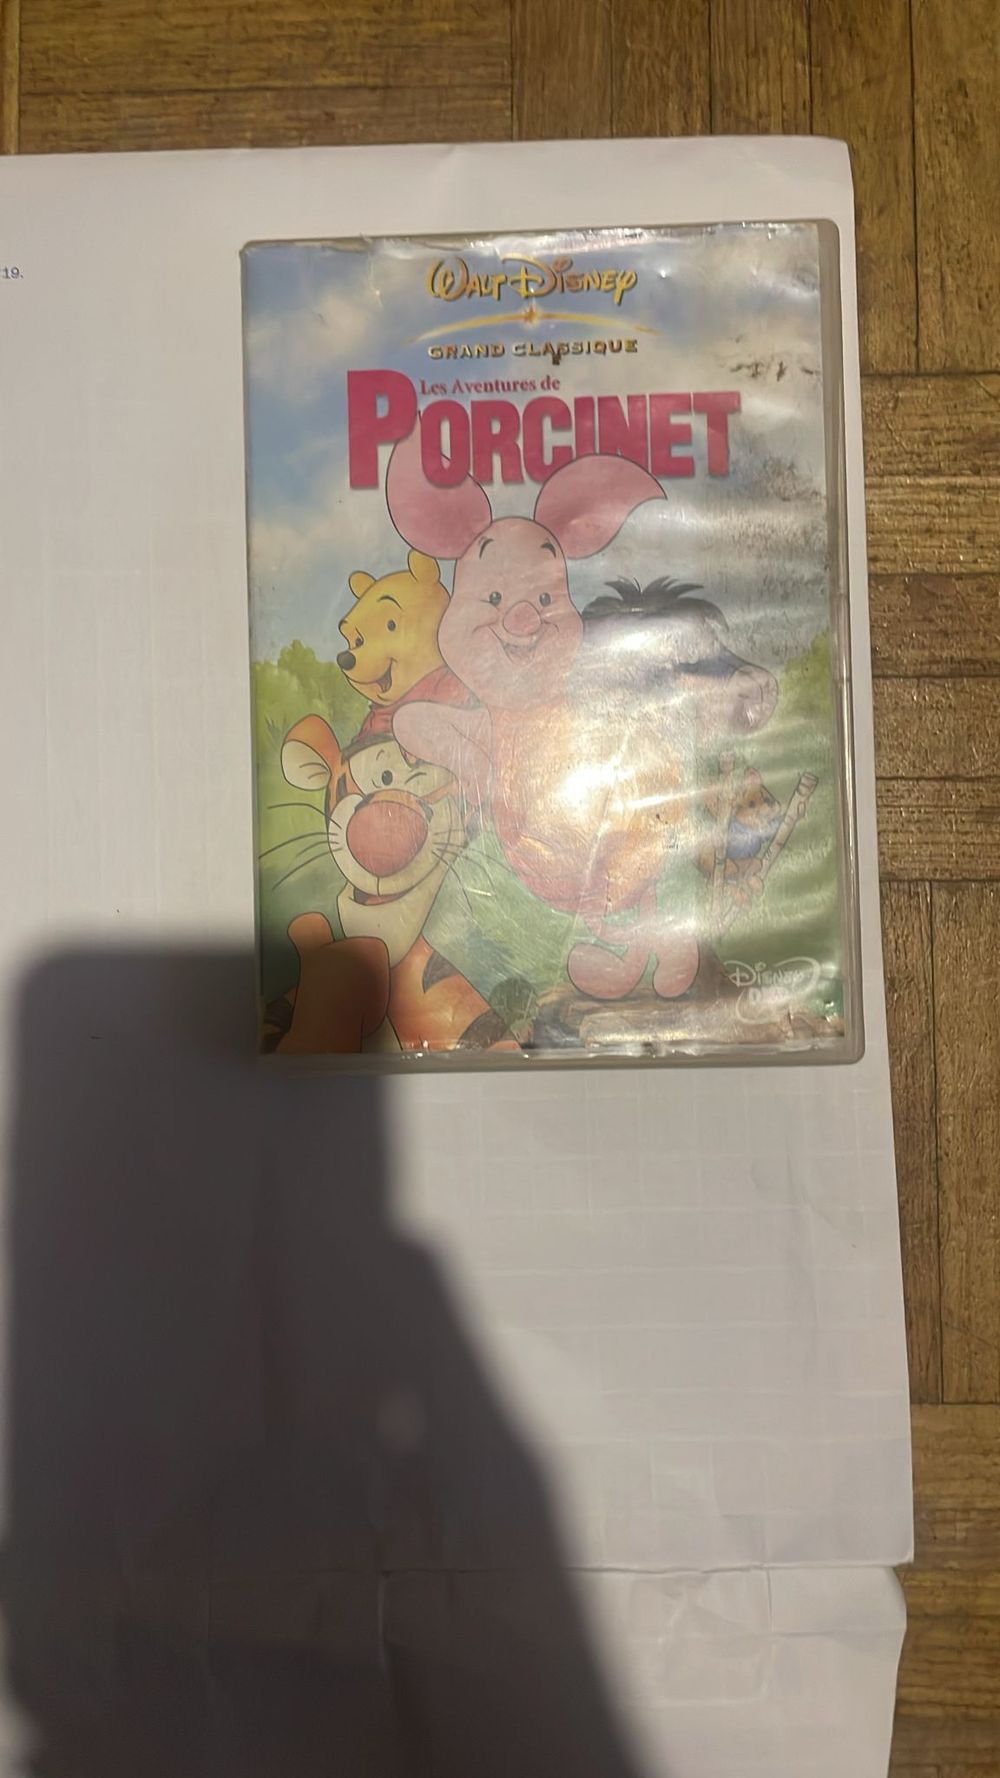 19.
WALT DISNEY
GRAND CLASSIQUE
Les Aventures de
PORCINET
DISNEY